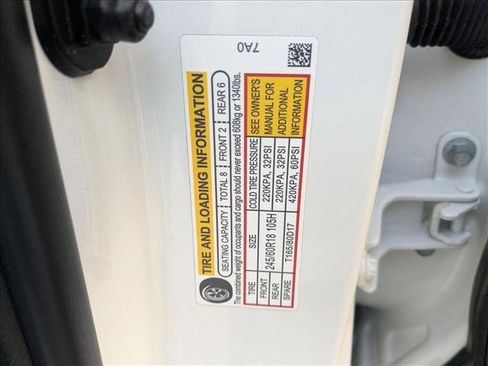 7A0
TIRE AND LOADING INFORMATION
SEATING CAPACITY TOTAL 8 FRONT 2 REAR 6
The combined weight of occupants and cargo should never exceed 608kg or 1340lbs.
TIRE SIZE COLD TIRE PRESSURE SEE OWNER'S MANUAL FOR ADDITIONAL INFORMATION
FRONT 245/60R18 105H 220KPA, 32PSI
REAR 220KPA, 32PSI
SPARE T165/80D17 420KPA, 60PSI